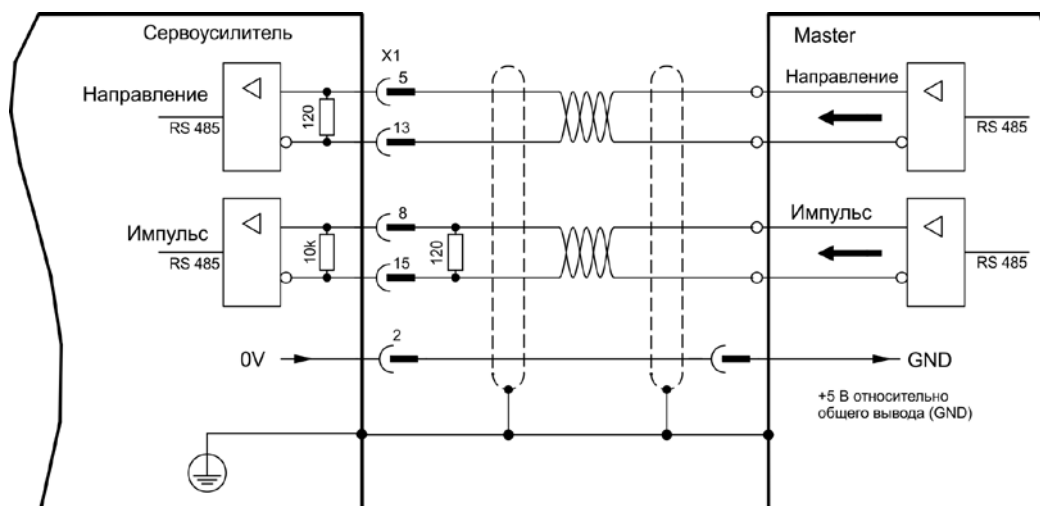 Сервоусилитель
X1
Master
Направление
RS 485
120
5
13
Направление
RS 485
Импульс
RS 485
10k
8
15
120
Импульс
RS 485
0V
2
GND
+5 В относительно
общего вывода (GND)